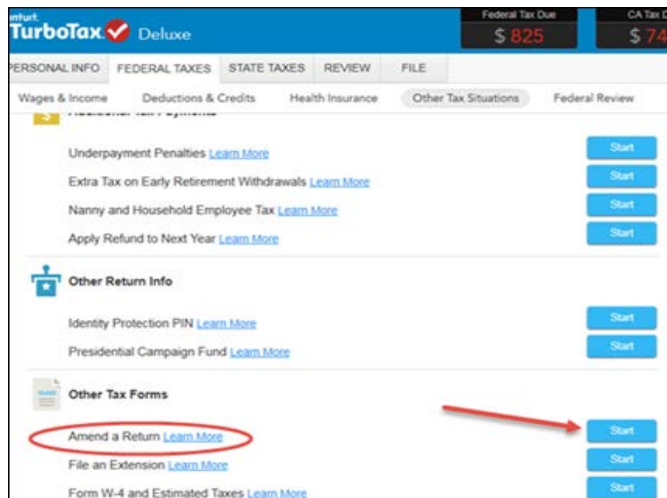 intuit.
TurboTax Deluxe
Federal Tax Due
$ 825
CA Tax D
$ 74
PERSONAL INFO FEDERAL TAXES STATE TAXES REVIEW FILE
Wages & Income Deductions & Credits Health Insurance Other Tax Situations Federal Review
$ Additional Tax Payments
Underpayment Penalties Learn More Start
Extra Tax on Early Retirement Withdrawals Learn More Start
Nanny and Household Employee Tax Learn More Start
Apply Refund to Next Year Learn More Start
Other Return Info
Identity Protection PIN Learn More Start
Presidential Campaign Fund Learn More Start
Other Tax Forms
Amend a Return Learn More Start
File an Extension Learn More Start
Form W-4 and Estimated Taxes Learn More Start